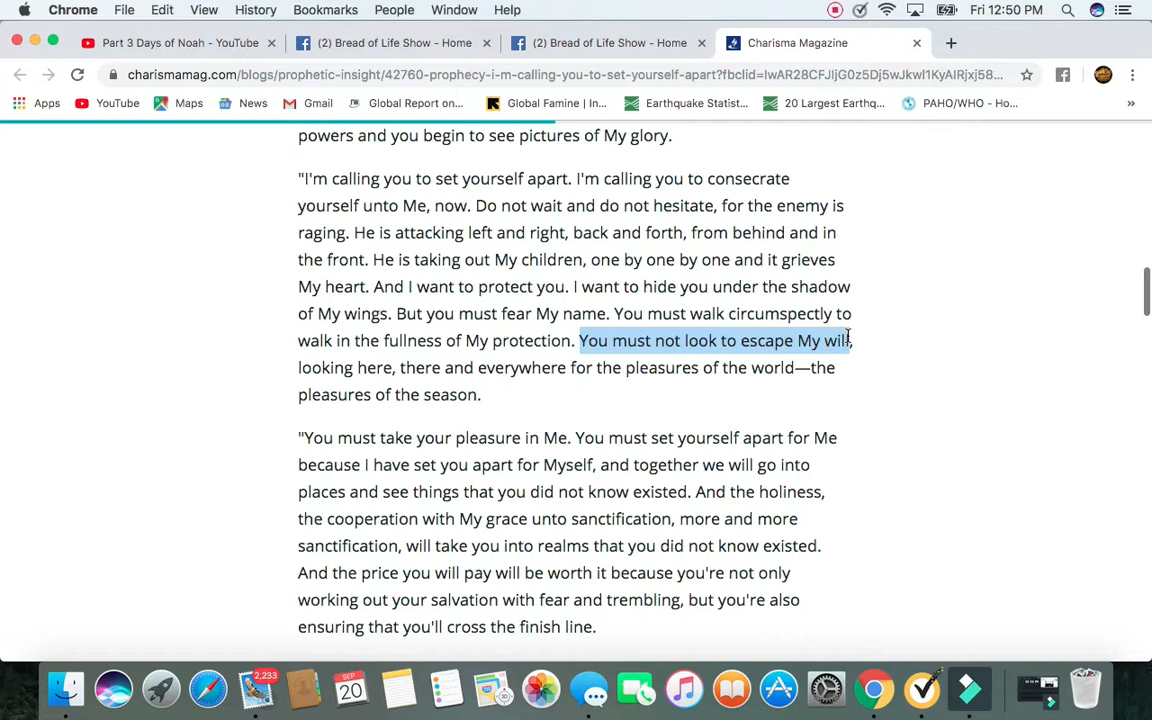 Chrome File Edit View History Bookmarks People Window Help Fri 12:50 PM
Part 3 Days of Noah - YouTube (2) Bread of Life Show - Home (2) Bread of Life Show - Home Charisma Magazine
charismamag.com/blogs/prophetic-insight/42760-prophecy-i-m-calling-you-to-set-yourself-apart?fbclid=IwAR28CFJljG0z5Dj5wJkwl1KyAIRjxj58...
Apps YouTube Maps News Gmail Global Report on... Global Famine | In... Earthquake Statist... 20 Largest Earthq... PAHO/WHO - Ho... »
powers and you begin to see pictures of My glory.
"I'm calling you to set yourself apart. I'm calling you to consecrate
yourself unto Me, now. Do not wait and do not hesitate, for the enemy is
raging. He is attacking left and right, back and forth, from behind and in
the front. He is taking out My children, one by one by one and it grieves
My heart. And I want to protect you. I want to hide you under the shadow
of My wings. But you must fear My name. You must walk circumspectly to
walk in the fullness of My protection. You must not look to escape My will,
looking here, there and everywhere for the pleasures of the world—the
pleasures of the season.
"You must take your pleasure in Me. You must set yourself apart for Me
because I have set you apart for Myself, and together we will go into
places and see things that you did not know existed. And the holiness,
the cooperation with My grace unto sanctification, more and more
sanctification, will take you into realms that you did not know existed.
And the price you will pay will be worth it because you're not only
working out your salvation with fear and trembling, but you're also
ensuring that you'll cross the finish line.
2,233
SEP
20